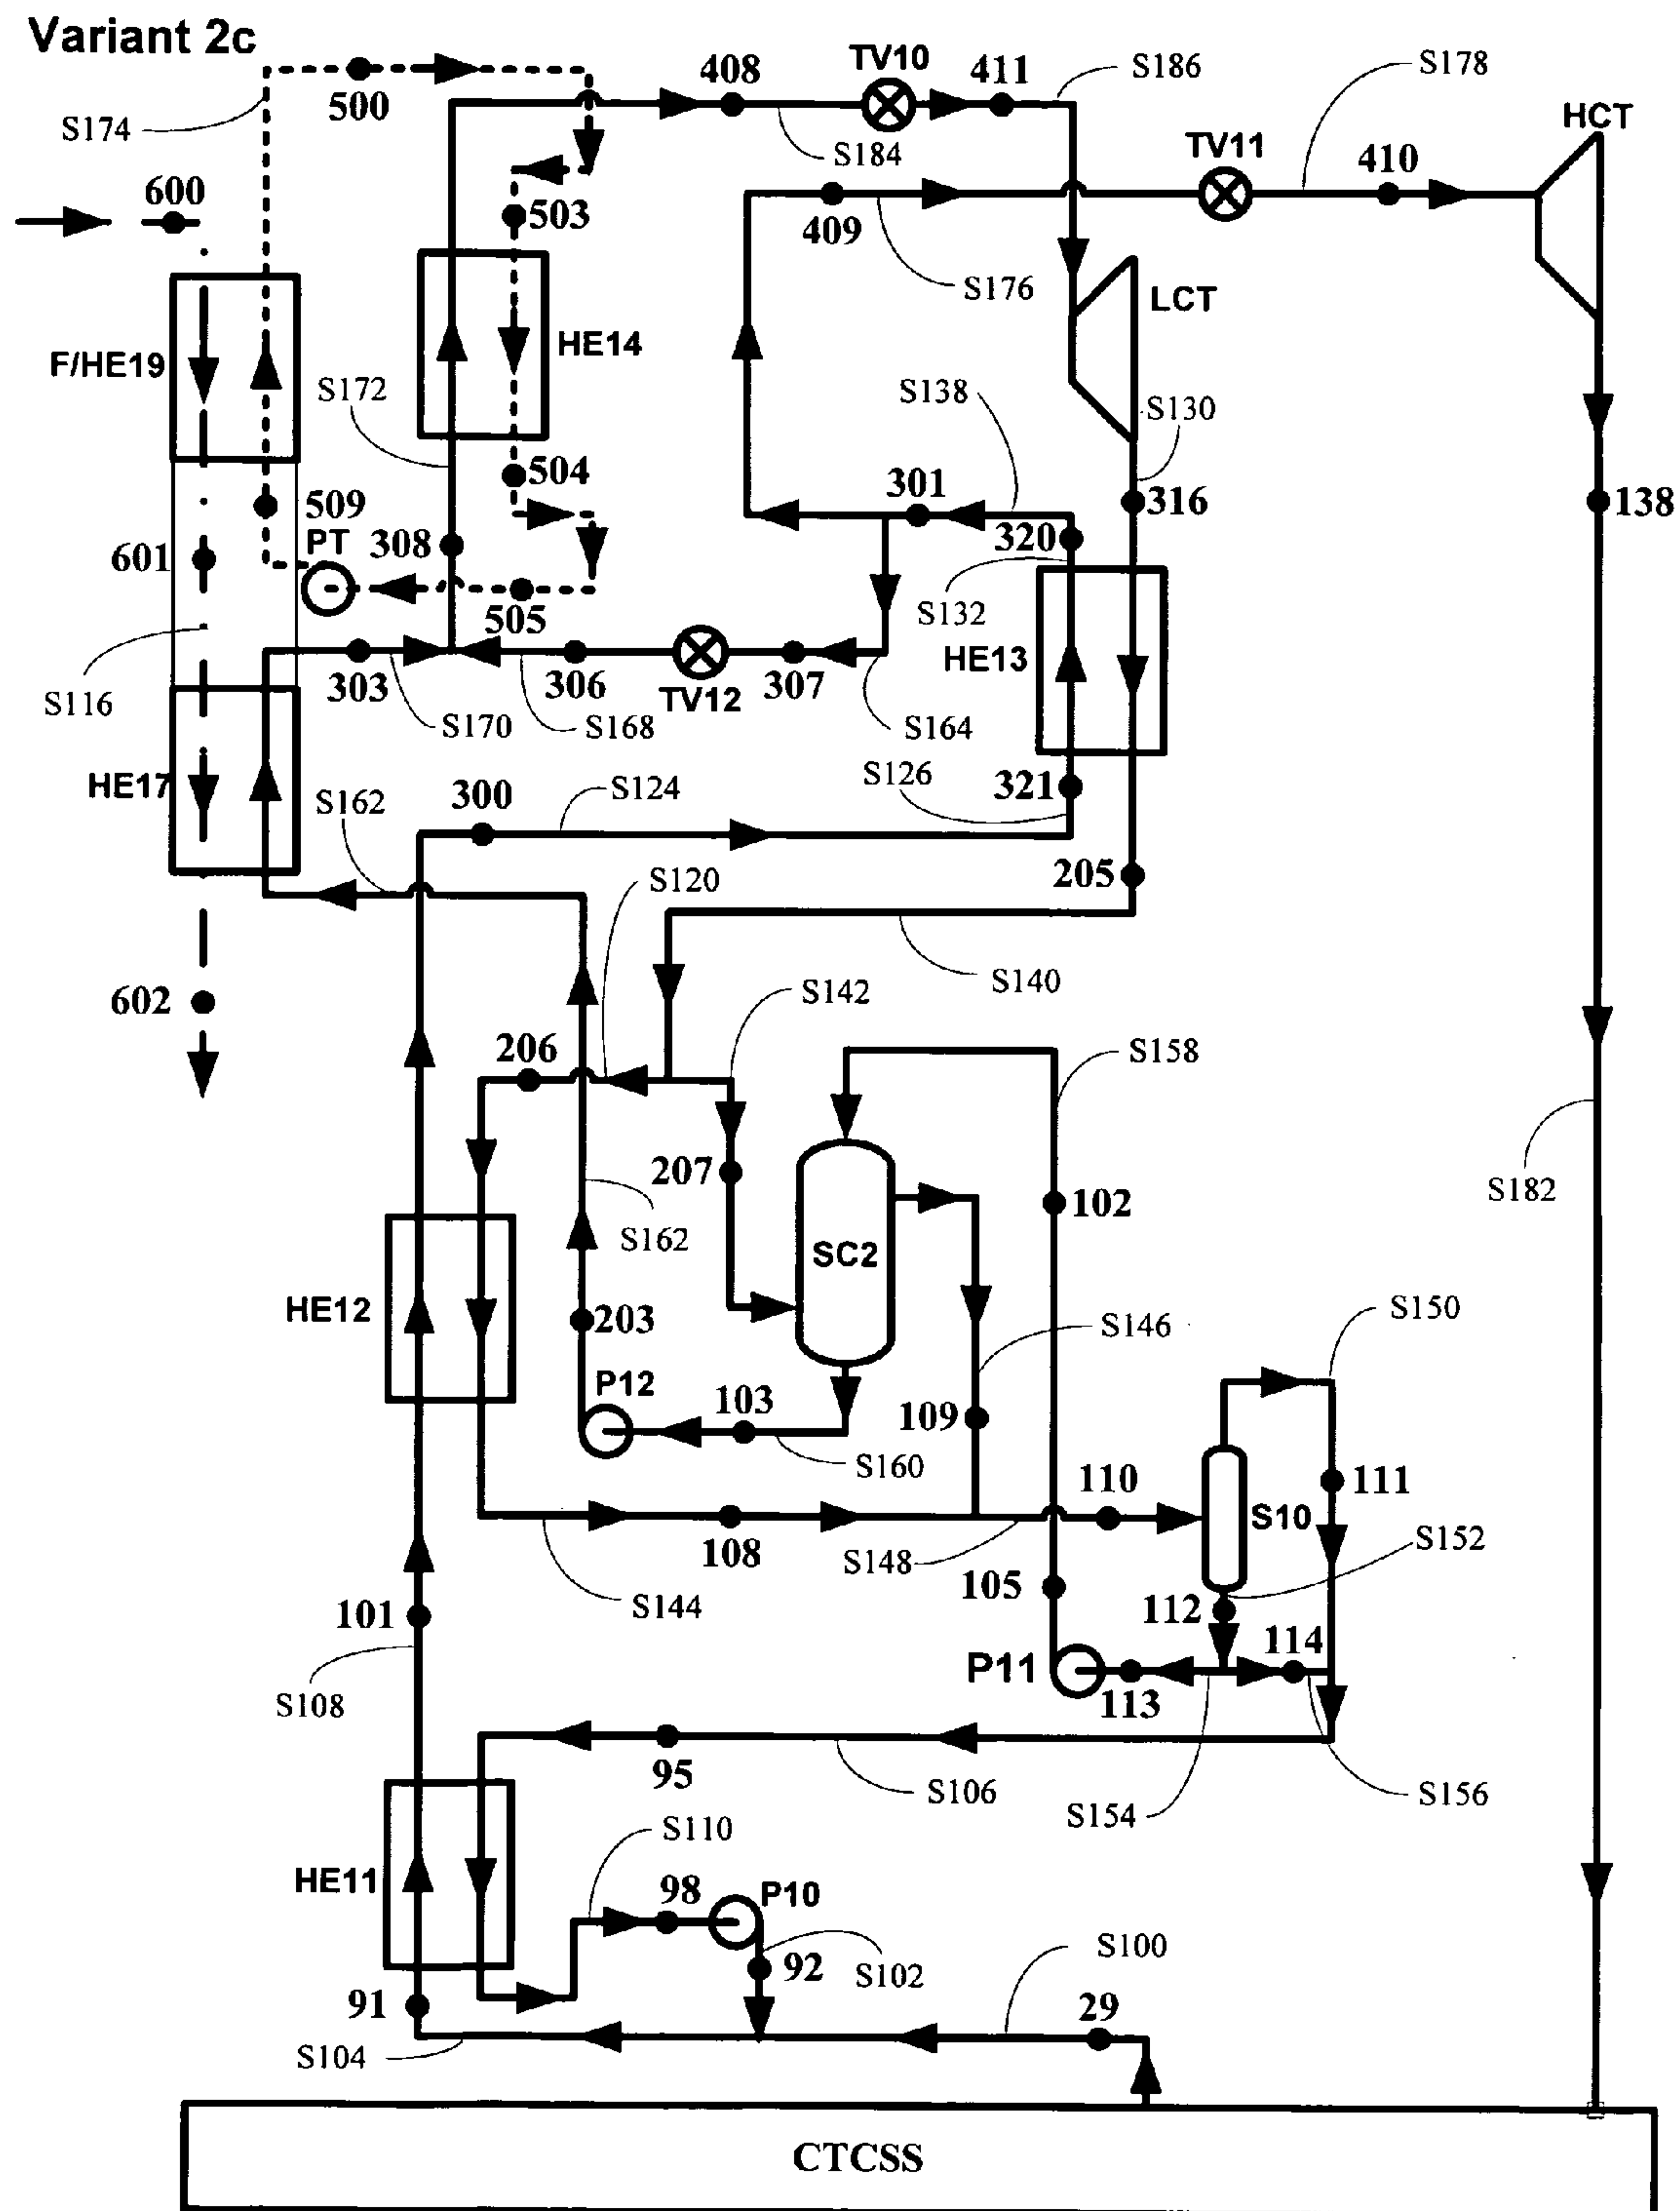 Variant 2c
TV10
408
411
S186
S178
HCT
500
S174
S184
TV11
410
600
503
409
S176
LCT
F/HE19
HE14
S172
S138
S130
504
301
316
138
509
PT
308
320
601
505
S132
303
306
TV12
307
HE13
S116
S170
S168
S164
S126
321
HE17
S162
300
S124
S120
205
S142
S140
602
206
S158
207
102
S182
S162
SC2
HE12
203
S146
S150
P12
103
109
S160
110
111
S10
108
S148
S152
105
101
S144
112
114
P11
113
S108
95
S106
S154
S156
S110
HE11
98
P10
92
S102
S100
91
29
S104
CTCSS